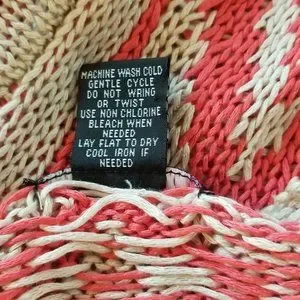 MACHINE WASH COLD
GENTLE CYCLE
DO NOT WRING
OR TWIST
USE NON CHLORINE
BLEACH WHEN
NEEDED
LAY FLAT TO DRY
COOL IRON IF
NEEDED